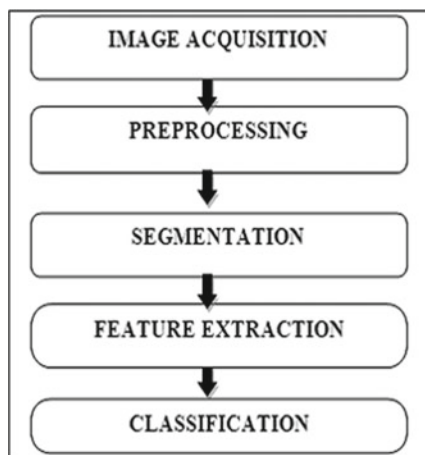 IMAGE ACQUISITION
PREPROCESSING
SEGMENTATION
FEATURE EXTRACTION
CLASSIFICATION